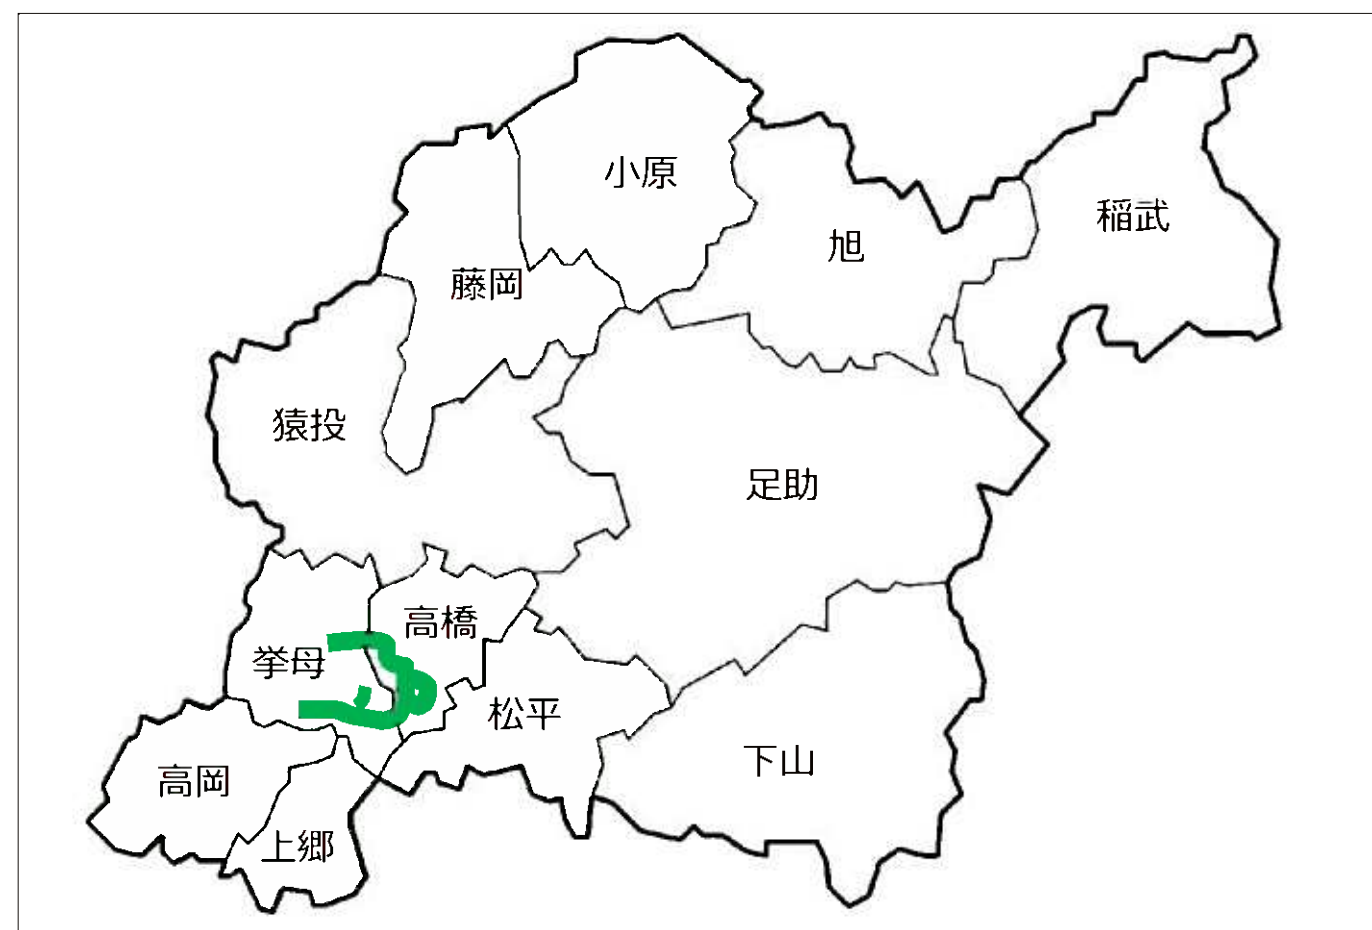 小原
稲武
旭
藤岡
猿投
足助
高橋
挙母
松平
下山
高岡
上郷